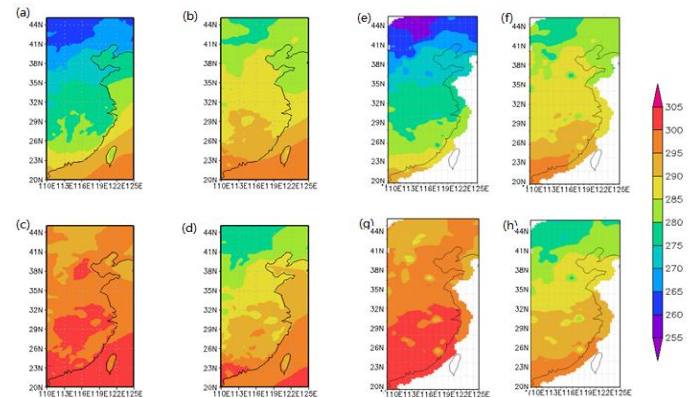 (a)
44N
41N
38N
35N
32N
29N
26N
23N
20N
110E113E116E119E122E125E
(b)
44N
41N
38N
35N
32N
29N
26N
23N
20N
110E113E116E119E122E125E
(e)
44N
41N
38N
35N
32N
29N
26N
23N
20N
110E113E116E119E122E125E
(f)
44N
41N
38N
35N
32N
29N
26N
23N
20N
110E113E116E119E122E125E
(c)
44N
41N
38N
35N
32N
29N
26N
23N
20N
110E113E116E119E122E125E
(d)
44N
41N
38N
35N
32N
29N
26N
23N
20N
110E113E116E119E122E125E
(g)
44N
41N
38N
35N
32N
29N
26N
23N
20N
110E113E116E119E122E125E
(h)
44N
41N
38N
35N
32N
29N
26N
23N
20N
110E113E116E119E122E125E
305
300
295
290
285
280
275
270
265
260
255